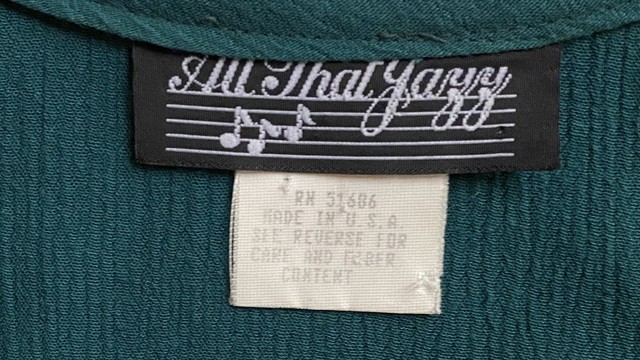 All That Jazz
RN 51686
MADE IN U.S.A.
SEE REVERSE FOR
CARE AND FIBER
CONTENT